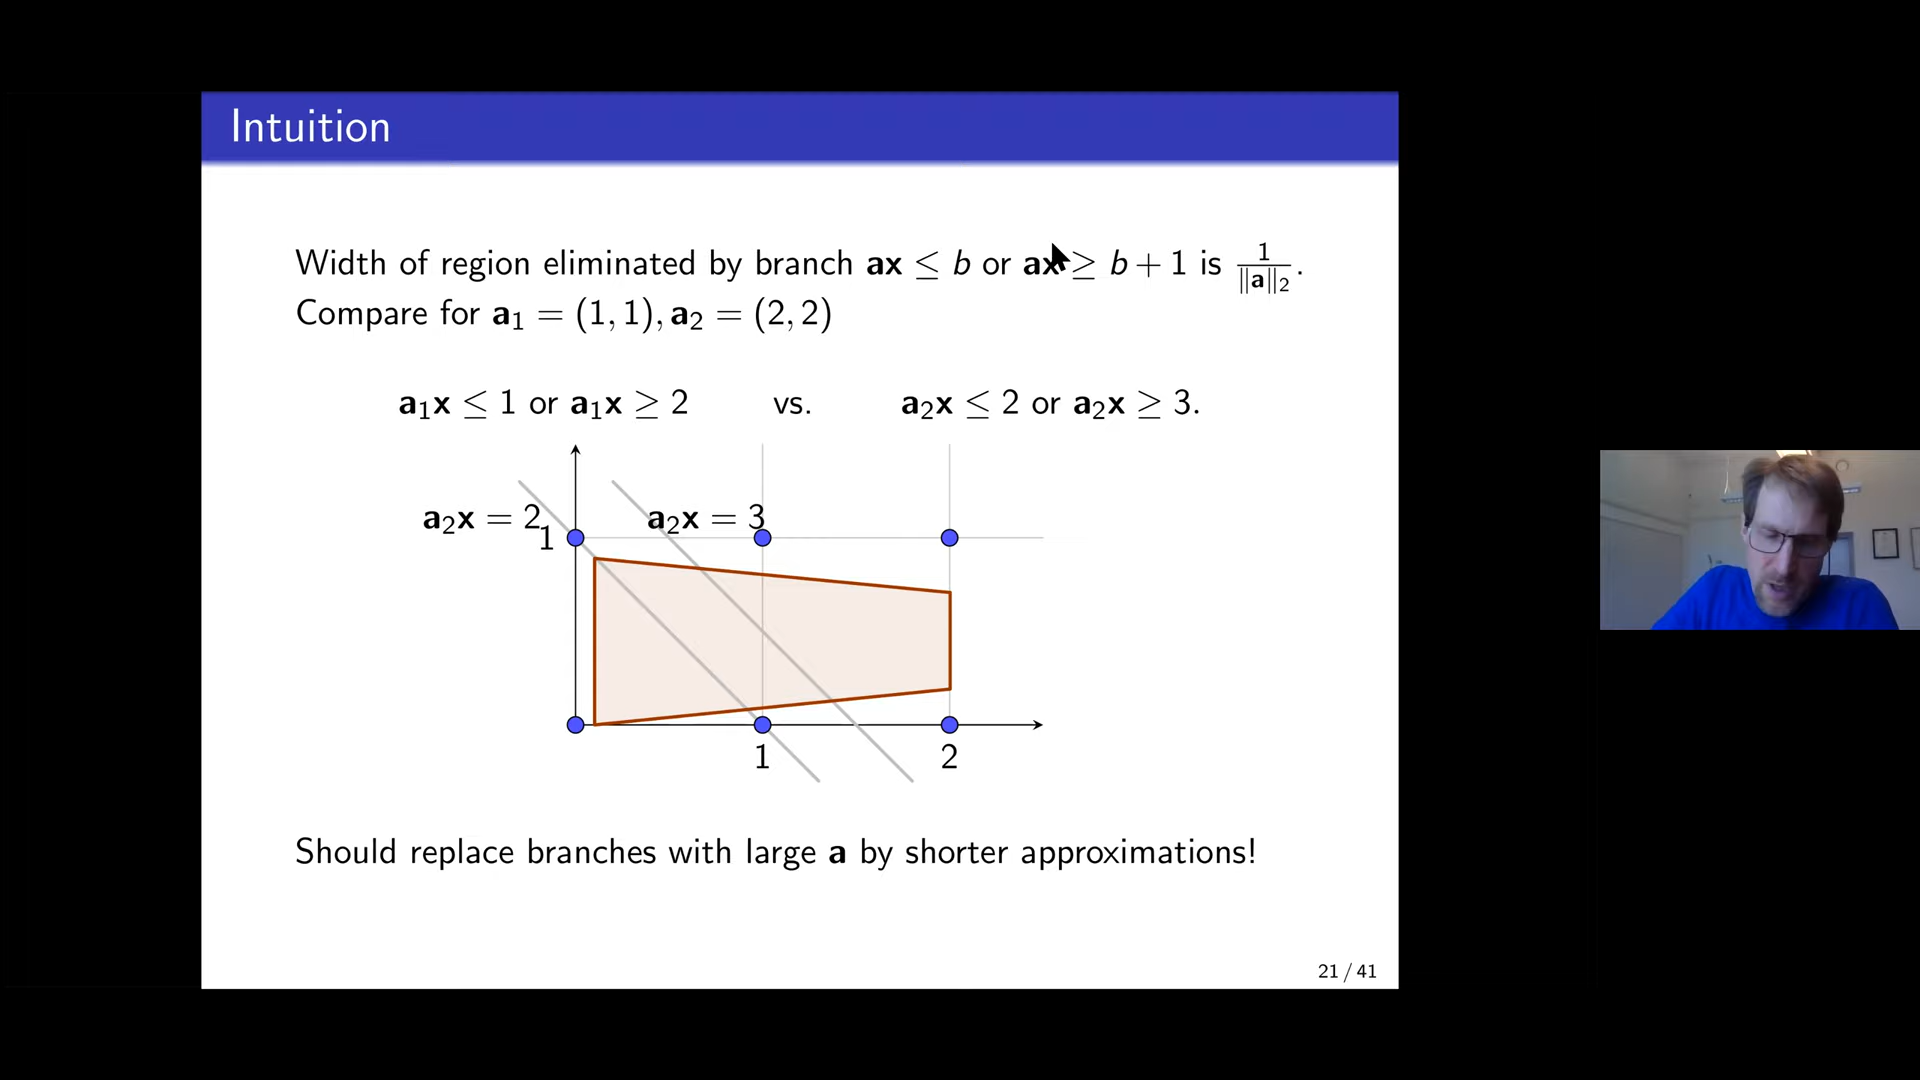 Intuition
Width of region eliminated by branch ax ≤ b or ax ≥ b + 1 is 1/‖a‖₂.
Compare for a₁ = (1, 1), a₂ = (2, 2)
a₁x ≤ 1 or a₁x ≥ 2 vs. a₂x ≤ 2 or a₂x ≥ 3.
a₂x = 2 a₂x = 3
1
1 2
Should replace branches with large a by shorter approximations!
21 / 41